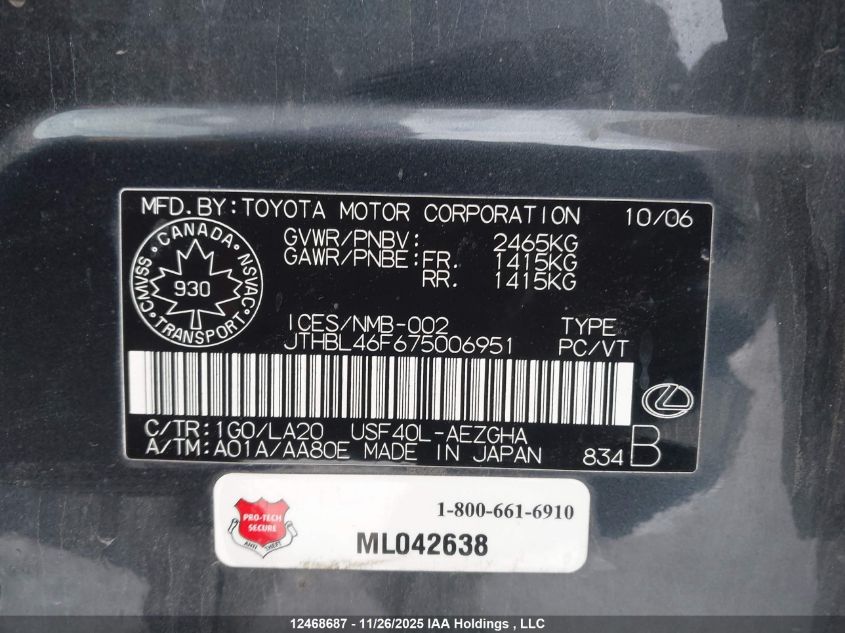 MFD.BY:TOYOTA MOTOR CORPORATION 10/06
GVWR/PNBV: 2465KG
GAWR/PNBE:FR. 1415KG
RR. 1415KG
CANADA
CMVSS NSVAC
930
TRANSPORT
ICES/NMB-002 TYPE
JTHBL46F675006951 PC/VT
C/TR:1G0/LA20 USF40L-AEZGHA
A/TM:A01A/AA80E MADE IN JAPAN 834 B
PRO-TECH
SECURE
ANTI THEFT
1-800-661-6910
ML042638
12468687 - 11/26/2025 IAA Holdings , LLC